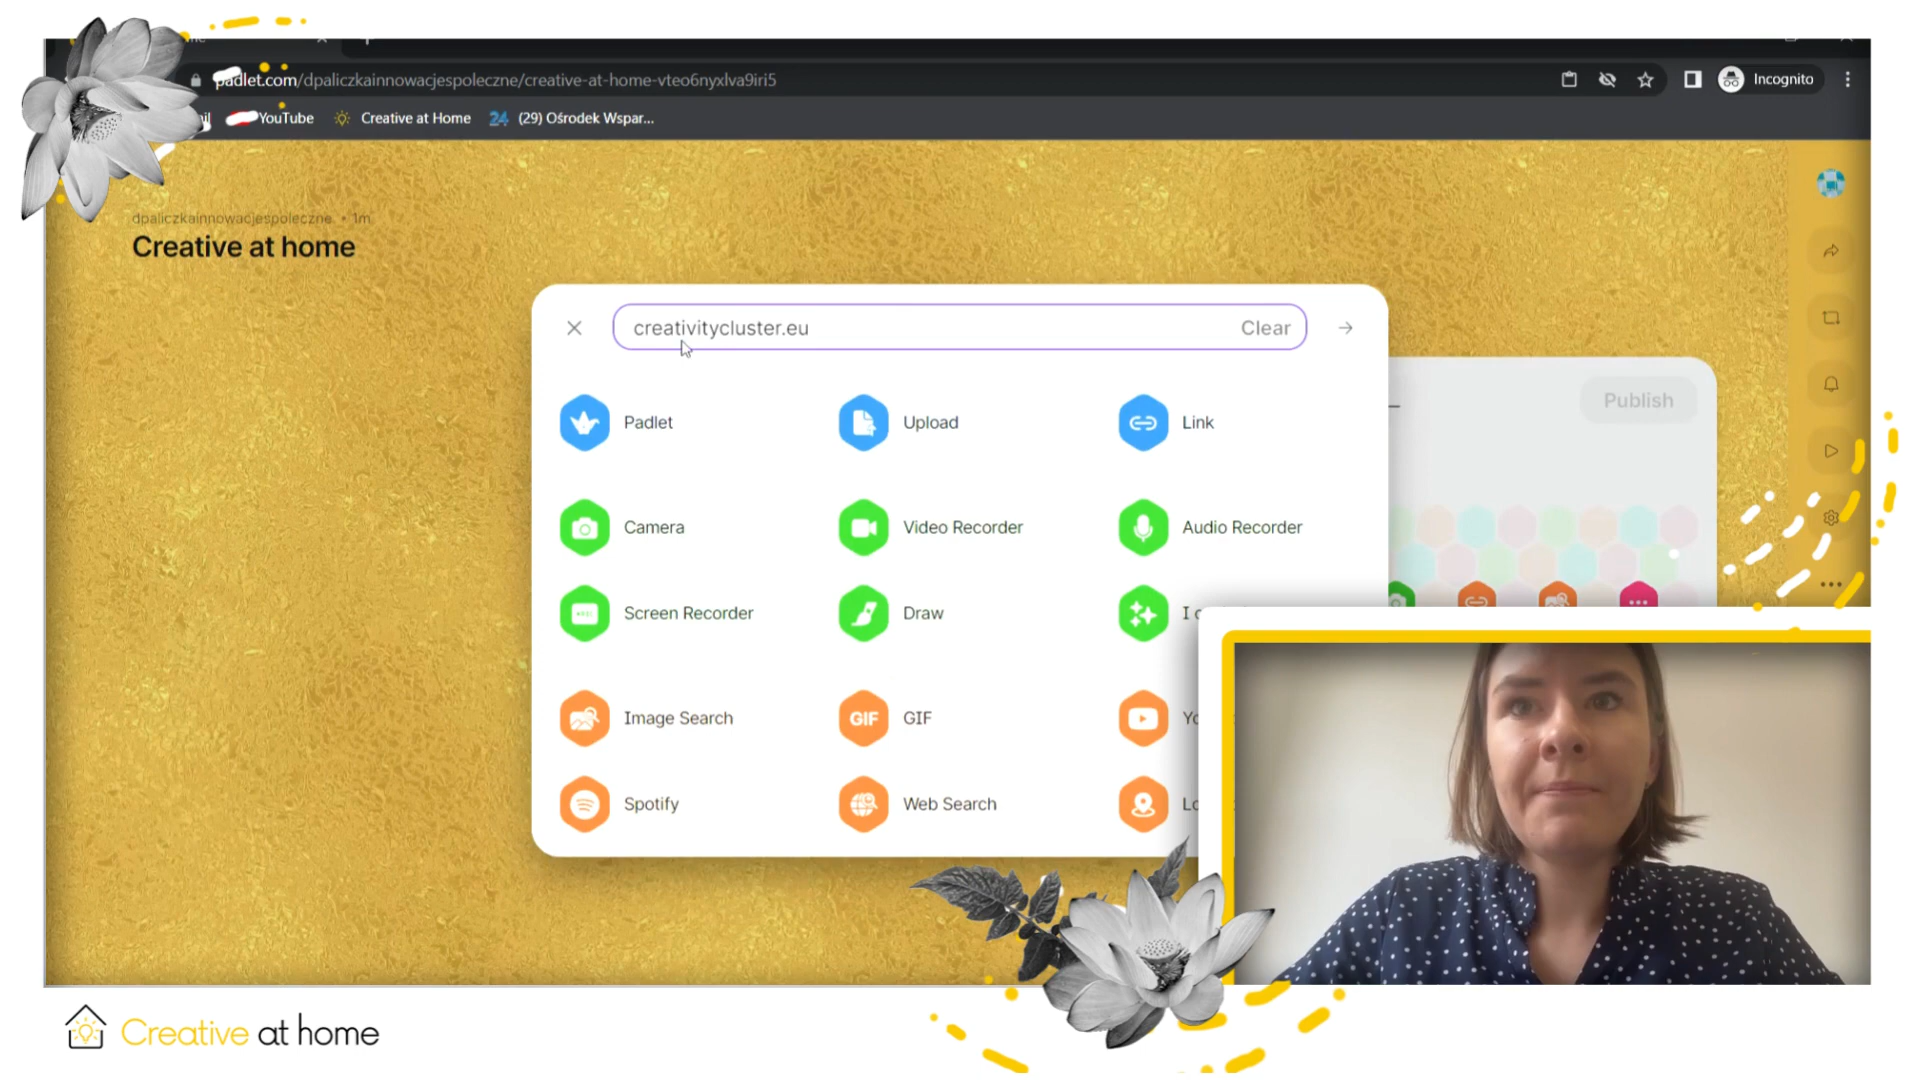 padlet.com/dpaliczkainnowacjespoleczne/creative-at-home-vteo6nyxlva9iri5
Incognito
YouTube
Creative at Home
24 (29) Ośrodek Wspar...
dpaliczkainnowacjespoleczne • 1m
Creative at home
creativitycluster.eu
Clear
Publish
Padlet
Upload
Link
Camera
Video Recorder
Audio Recorder
Screen Recorder
Draw
I
Image Search
GIF GIF
Spotify
Web Search
Creative at home